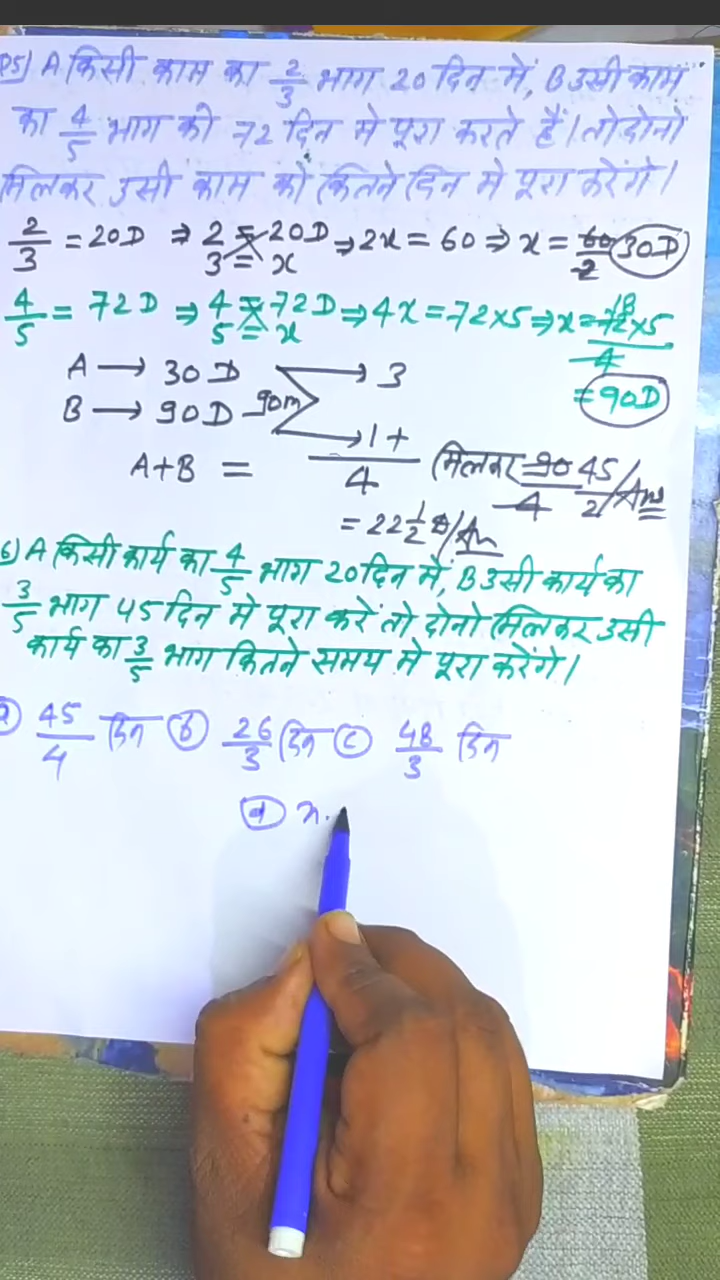 P5) A किसी काम का 2/3 भाग 20 दिन में, B उसी काम
का 4/5 भाग को 72 दिन मे पूरा करते हैं। तो दोनो
मिलकर उसी काम को कितने दिन मे पूरा करेंगे।
2/3 = 20D ⇒ 2/3 = 20D/x ⇒ 2x = 60 ⇒ x = 60/2 30D
4/5 = 72D ⇒ 4/5 = 72D/x ⇒ 4x = 72×5 ⇒ x = 18 72×5/4
= 90D
A → 30D → 3
B → 90D 90m → 1+
A+B = 4 मिलकर 90/4 45/2/Ans
= 22 1/2 D/An
6) A किसी कार्य का 4/5 भाग 20 दिन में, B उसी कार्य का
3/5 भाग 45 दिन मे पूरा करें तो दोनो मिलकर उसी
कार्य का 3/5 भाग कितने समय मे पूरा करेंगे।
a 45/4 दिन b 26/3 दिन c 48/3 दिन
d n.